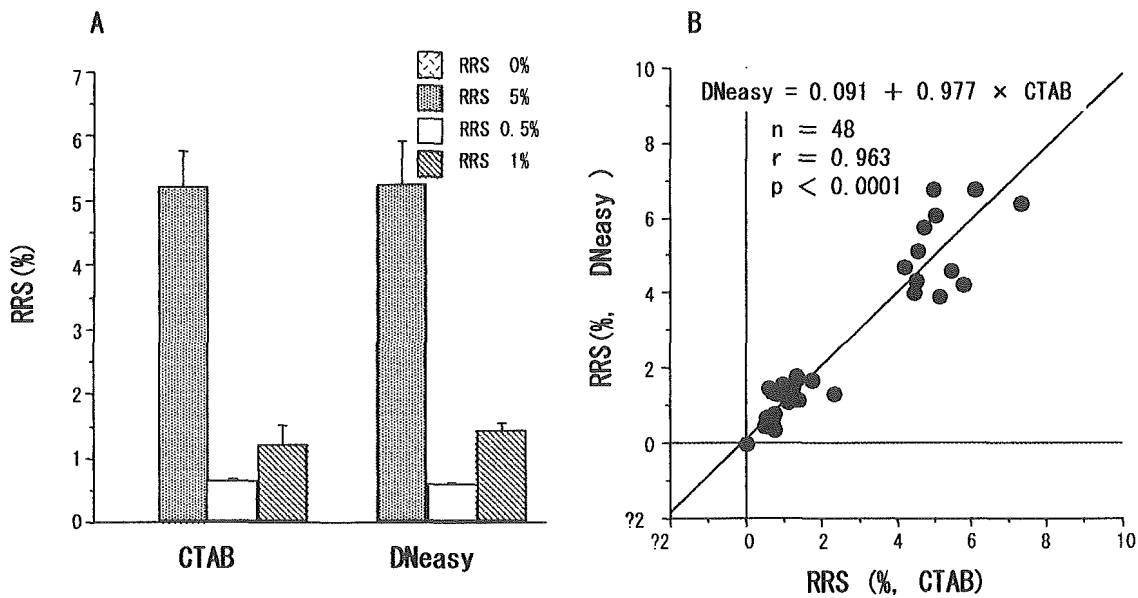 A
RRS(%)
7
6
5
4
3
2
1
0
RRS 0%
RRS 5%
RRS 0.5%
RRS 1%
CTAB
DNeasy
B
RRS(%, DNeasy)
10
8
6
4
2
0
?2
DNeasy = 0.091 + 0.977 × CTAB
n = 48
r = 0.963
p < 0.0001
?2 0 2 4 6 8 10
RRS (%, CTAB)